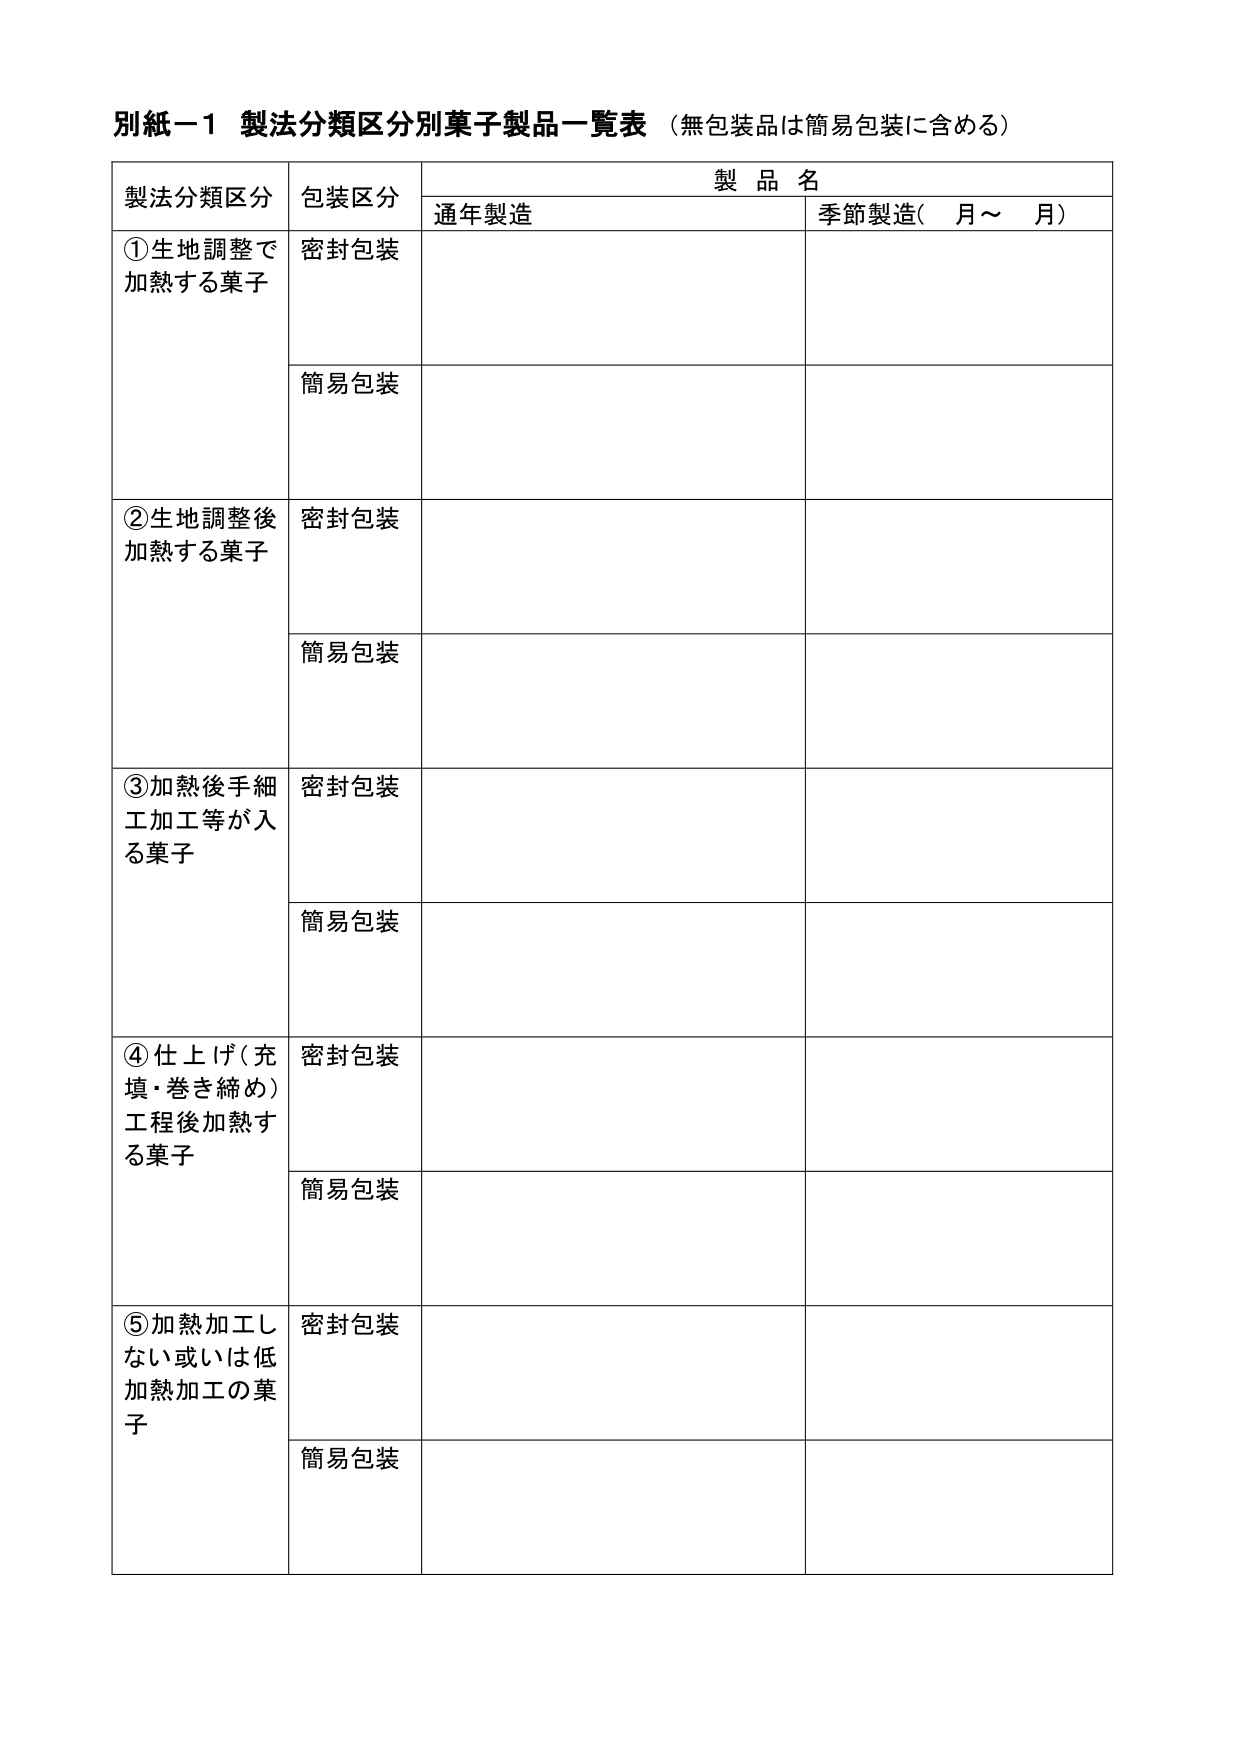 別紙－１ 製法分類区分別菓子製品一覧表 （無包装品は簡易包装に含める）
製法分類区分 包装区分 製 品 名
通年製造 季節製造( 月～ 月）
①生地調整で 密封包装
加熱する菓子
簡易包装
②生地調整後 密封包装
加熱する菓子
簡易包装
③加熱後手細 密封包装
工加工等が入
る菓子
簡易包装
④仕上げ（充 密封包装
填・巻き締め）
工程後加熱す
る菓子
簡易包装
⑤加熱加工し 密封包装
ない或いは低
加熱加工の菓
子
簡易包装